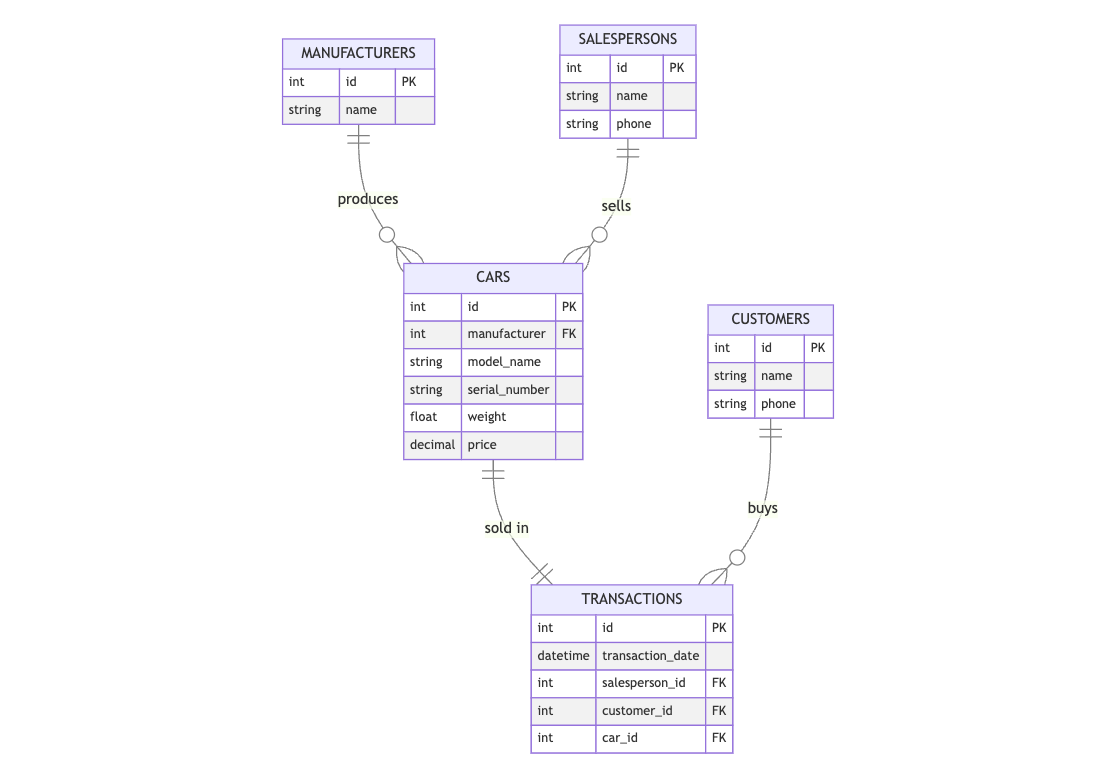 MANUFACTURERS
int id PK
string name
SALESPERSONS
int id PK
string name
string phone
produces
sells
CARS
int id PK
int manufacturer FK
string model_name
string serial_number
float weight
decimal price
CUSTOMERS
int id PK
string name
string phone
sold in
buys
TRANSACTIONS
int id PK
datetime transaction_date
int salesperson_id FK
int customer_id FK
int car_id FK